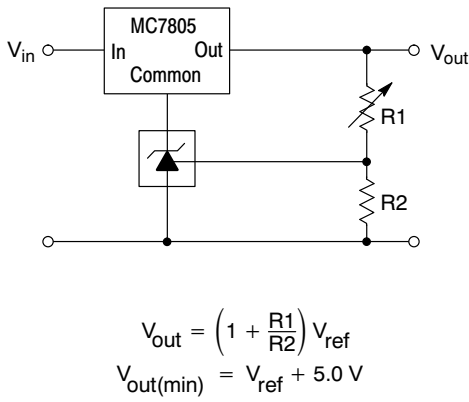 MC7805
V_in In Out V_out
Common
R1
R2
V_out = (1 + R1/R2) V_ref
V_out(min) = V_ref + 5.0 V